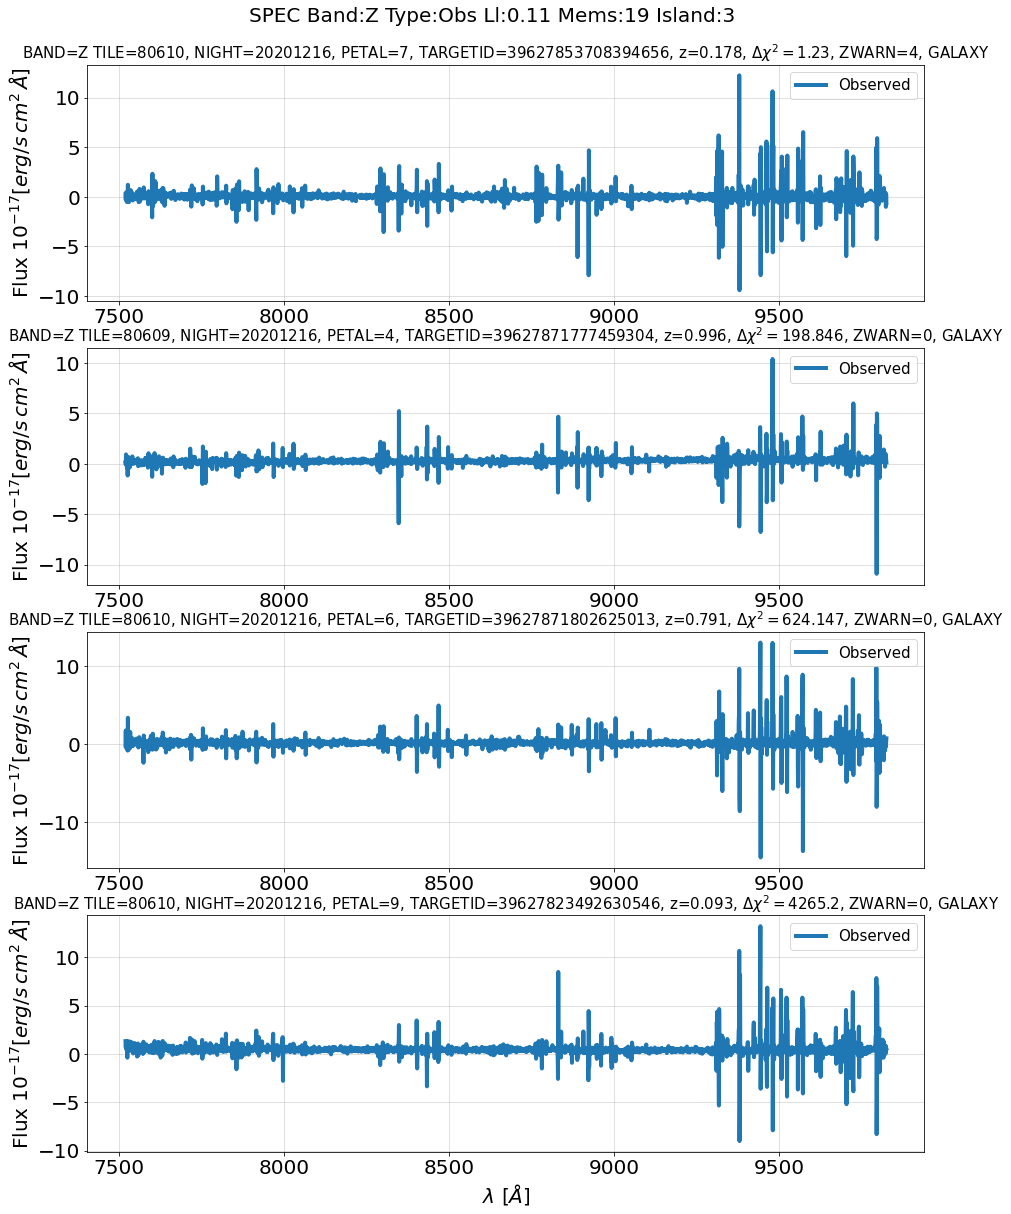 SPEC Band:Z Type:Obs Ll:0.11 Mems:19 Island:3
BAND=Z TILE=80610, NIGHT=20201216, PETAL=7, TARGETID=39627853708394656, z=0.178, Δχ² = 1.23, ZWARN=4, GALAXY
Observed
Flux 10⁻¹⁷[erg/s cm² Å]
10
5
0
−5
−10
7500 8000 8500 9000 9500
BAND=Z TILE=80609, NIGHT=20201216, PETAL=4, TARGETID=39627871777459304, z=0.996, Δχ² = 198.846, ZWARN=0, GALAXY
Observed
Flux 10⁻¹⁷[erg/s cm² Å]
10
5
0
−5
−10
7500 8000 8500 9000 9500
BAND=Z TILE=80610, NIGHT=20201216, PETAL=6, TARGETID=39627871802625013, z=0.791, Δχ² = 624.147, ZWARN=0, GALAXY
Observed
Flux 10⁻¹⁷[erg/s cm² Å]
10
0
−10
7500 8000 8500 9000 9500
BAND=Z TILE=80610, NIGHT=20201216, PETAL=9, TARGETID=39627823492630546, z=0.093, Δχ² = 4265.2, ZWARN=0, GALAXY
Observed
Flux 10⁻¹⁷[erg/s cm² Å]
10
5
0
−5
−10
7500 8000 8500 9000 9500
λ [Å]